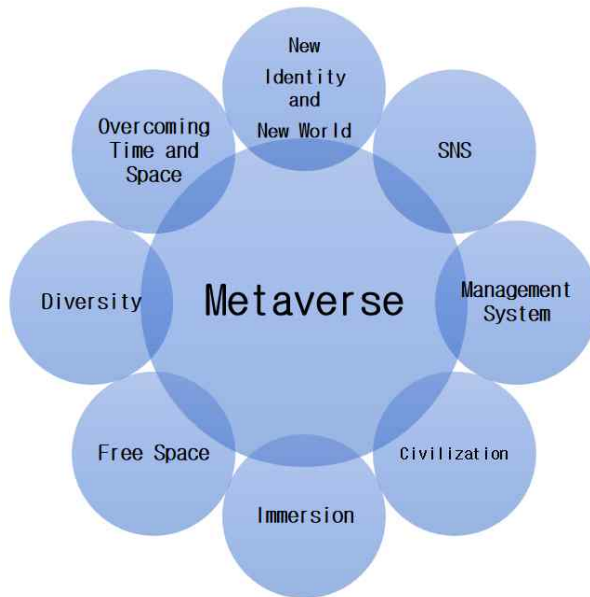 New
Identity
and
New World
SNS
Management
System
Civilization
Immersion
Free Space
Diversity
Overcoming
Time and
Space
Metaverse